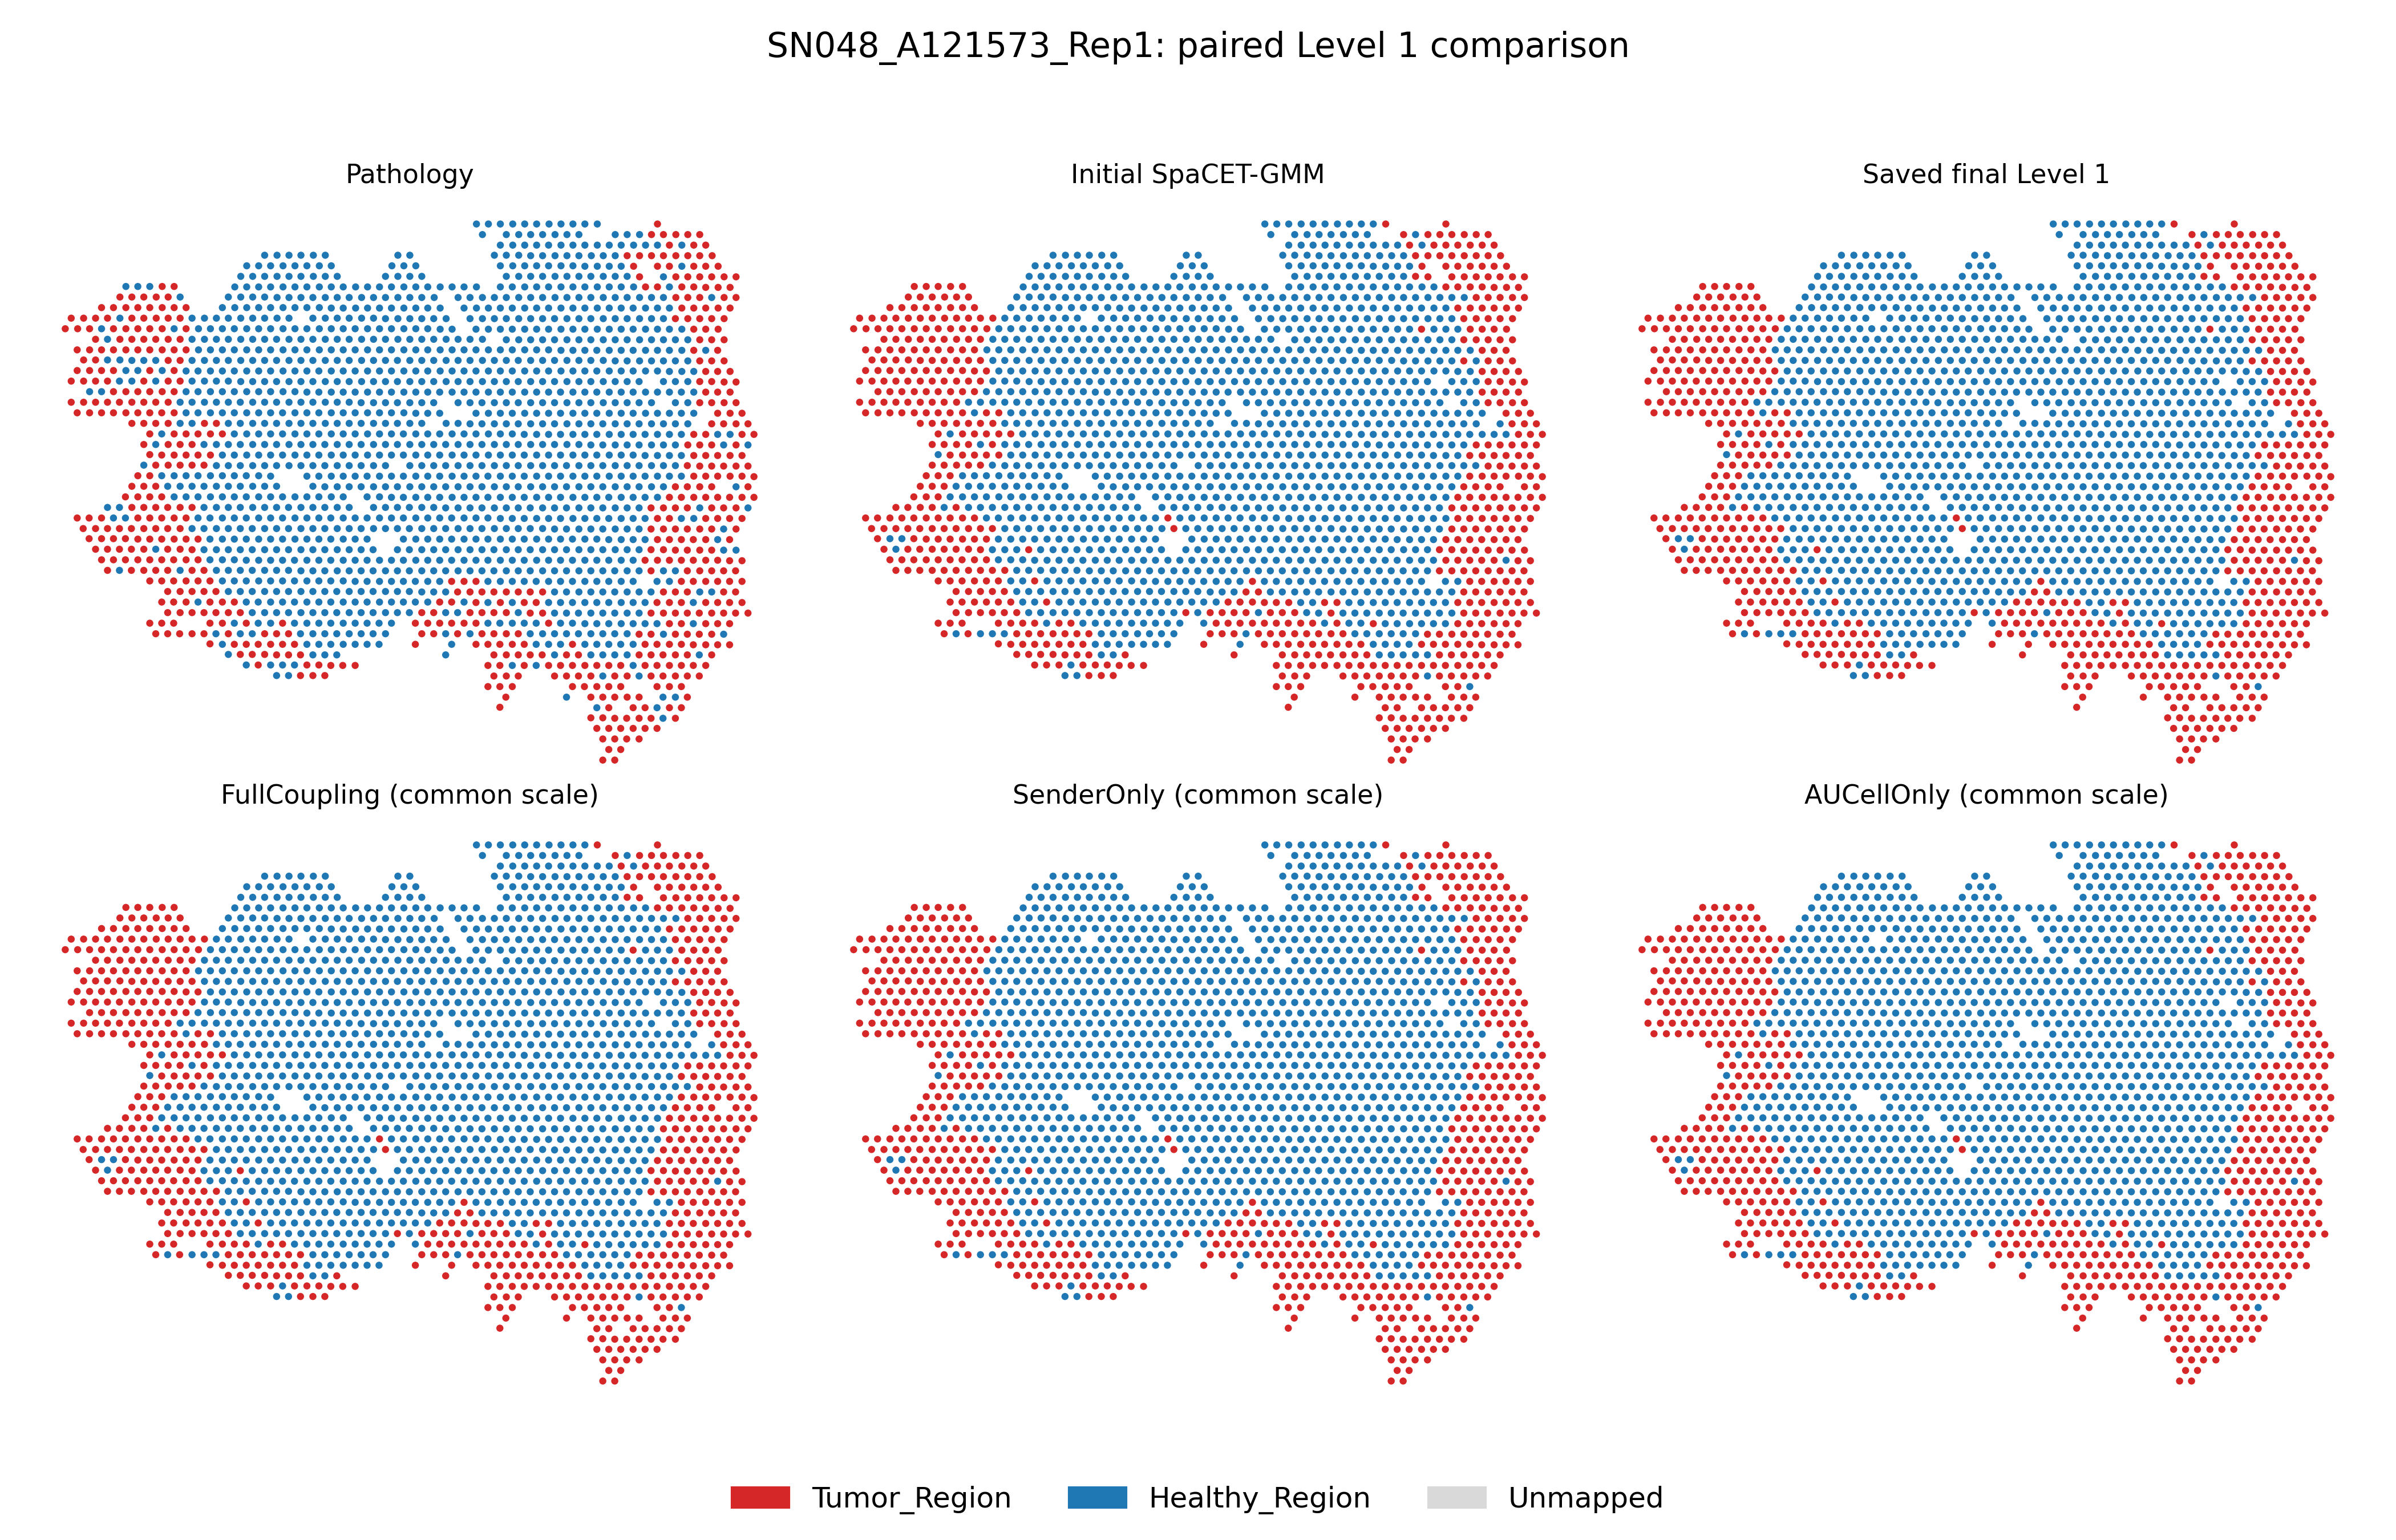 SN048_A121573_Rep1: paired Level 1 comparison
Pathology
Initial SpaCET-GMM
Saved final Level 1
FullCoupling (common scale)
SenderOnly (common scale)
AUCellOnly (common scale)
Tumor_Region
Healthy_Region
Unmapped